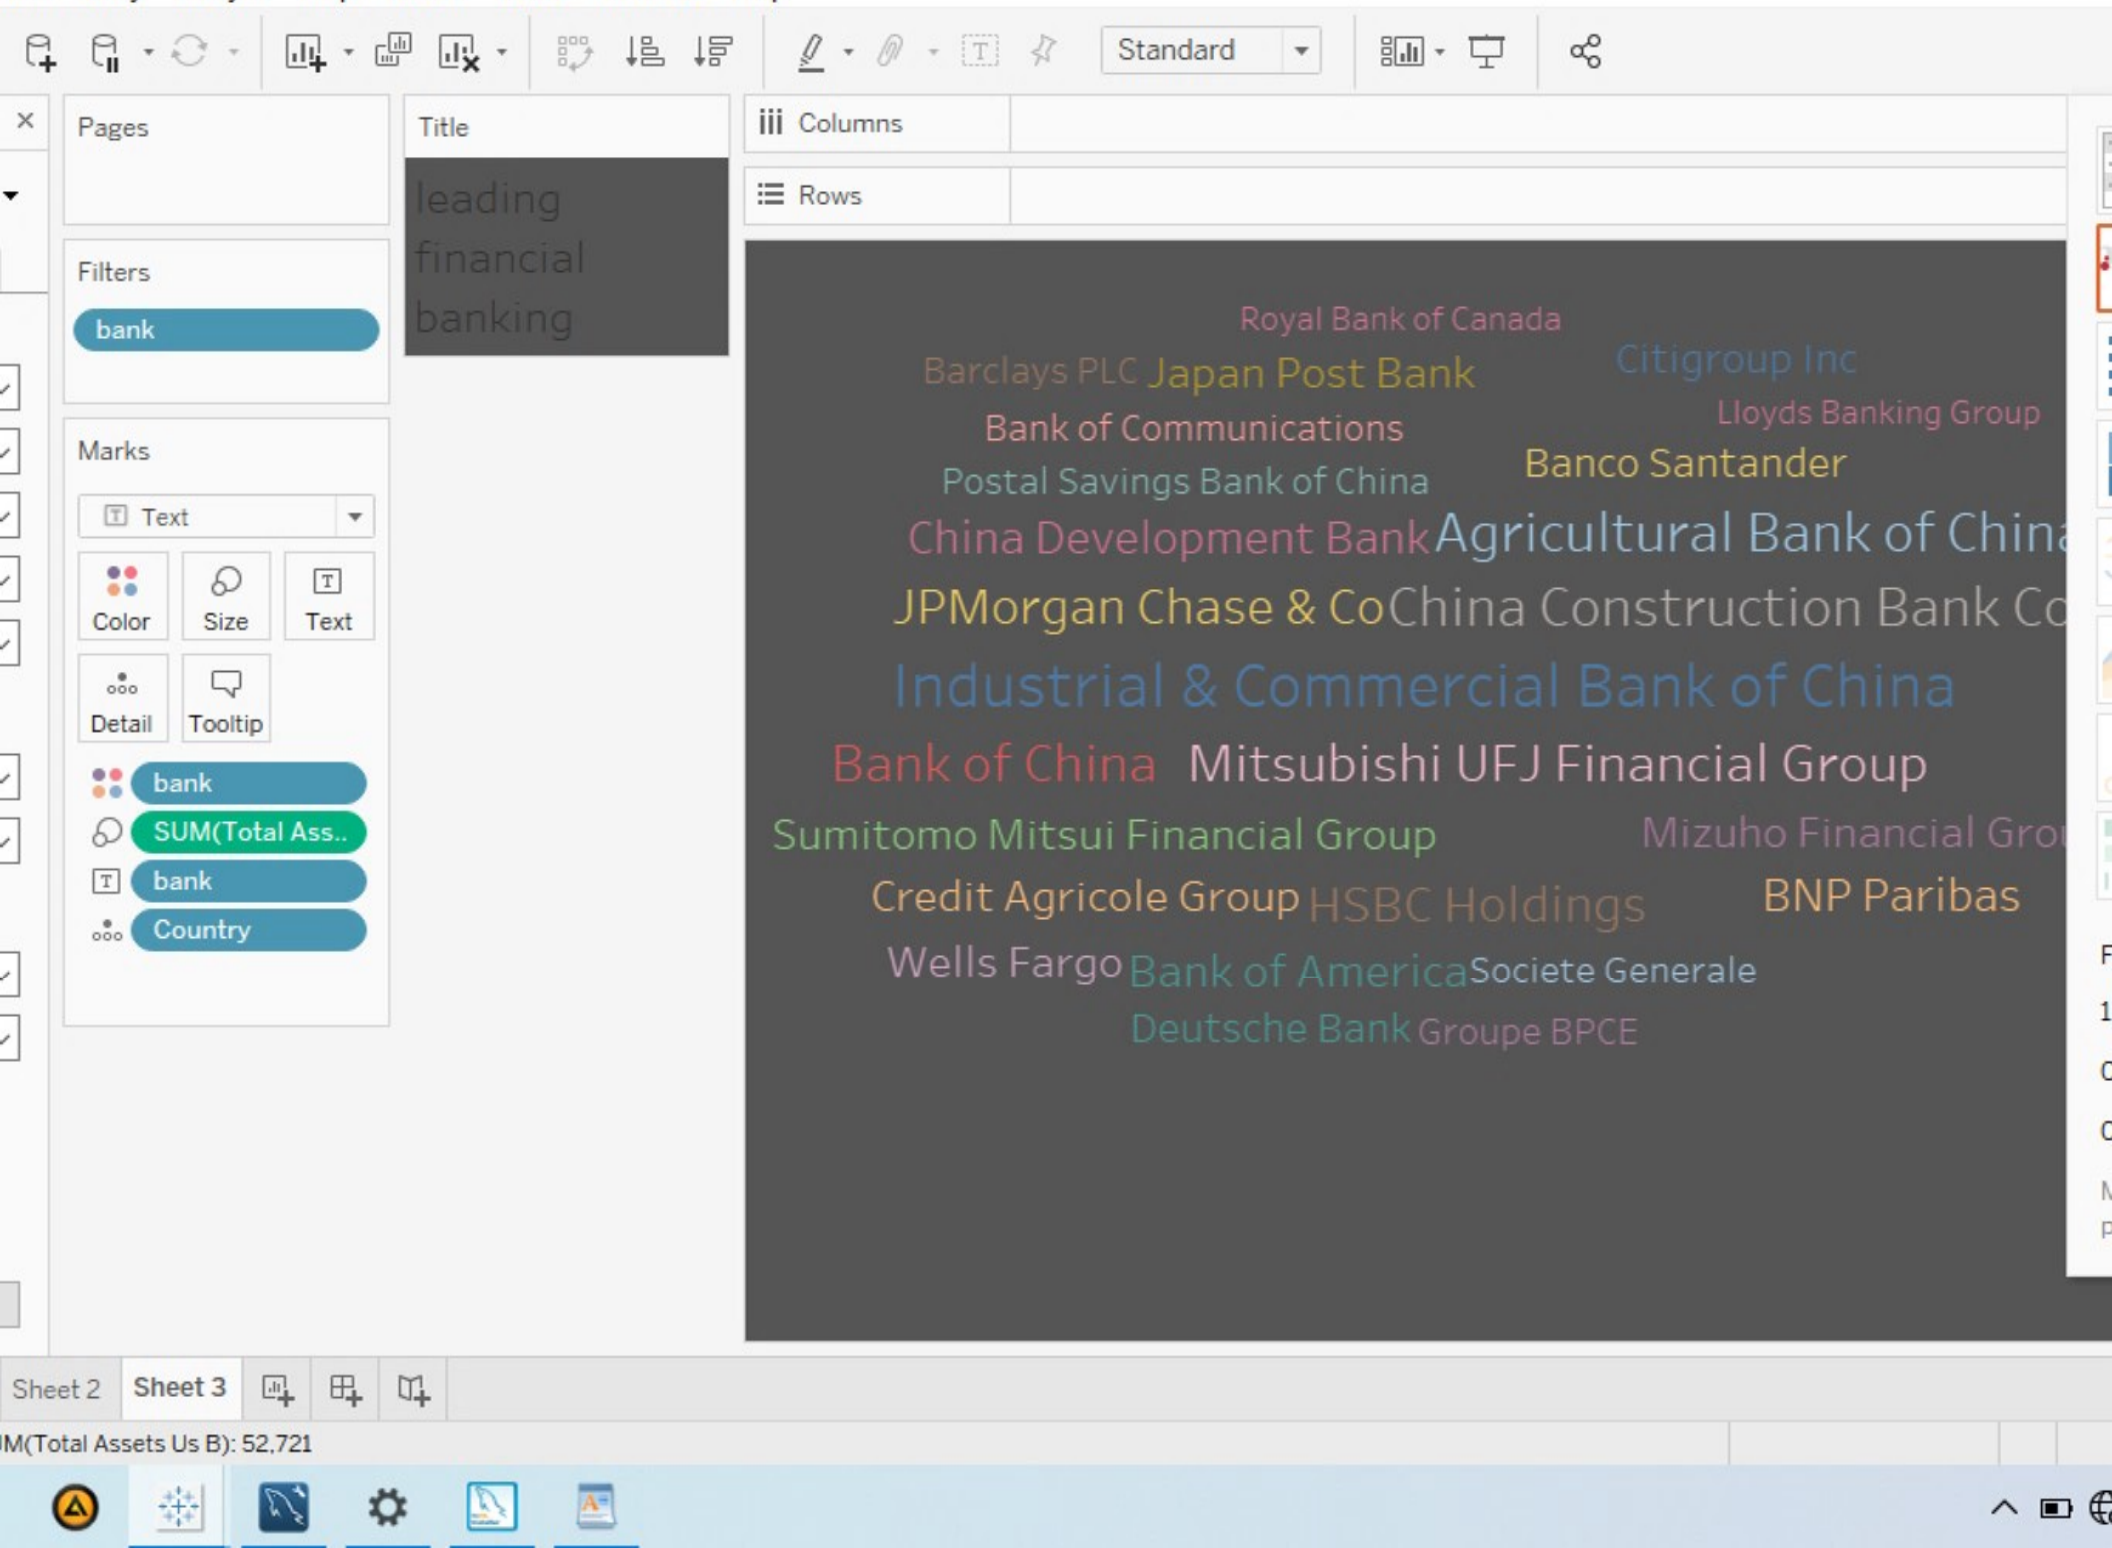 Standard
Pages
Title
Columns
leading
financial
banking
Rows
Filters
bank
Marks
Text
Color
Size
Text
Detail
Tooltip
bank
SUM(Total Ass..
bank
Country
Royal Bank of Canada
Barclays PLC
Japan Post Bank
Citigroup Inc
Bank of Communications
Lloyds Banking Group
Postal Savings Bank of China
Banco Santander
China Development Bank
Agricultural Bank of China
JPMorgan Chase & Co
China Construction Bank Co
Industrial & Commercial Bank of China
Bank of China
Mitsubishi UFJ Financial Group
Sumitomo Mitsui Financial Group
Mizuho Financial Grou
Credit Agricole Group
HSBC Holdings
BNP Paribas
Wells Fargo
Bank of America
Societe Generale
Deutsche Bank
Groupe BPCE
Sheet 2
Sheet 3
M(Total Assets Us B): 52,721